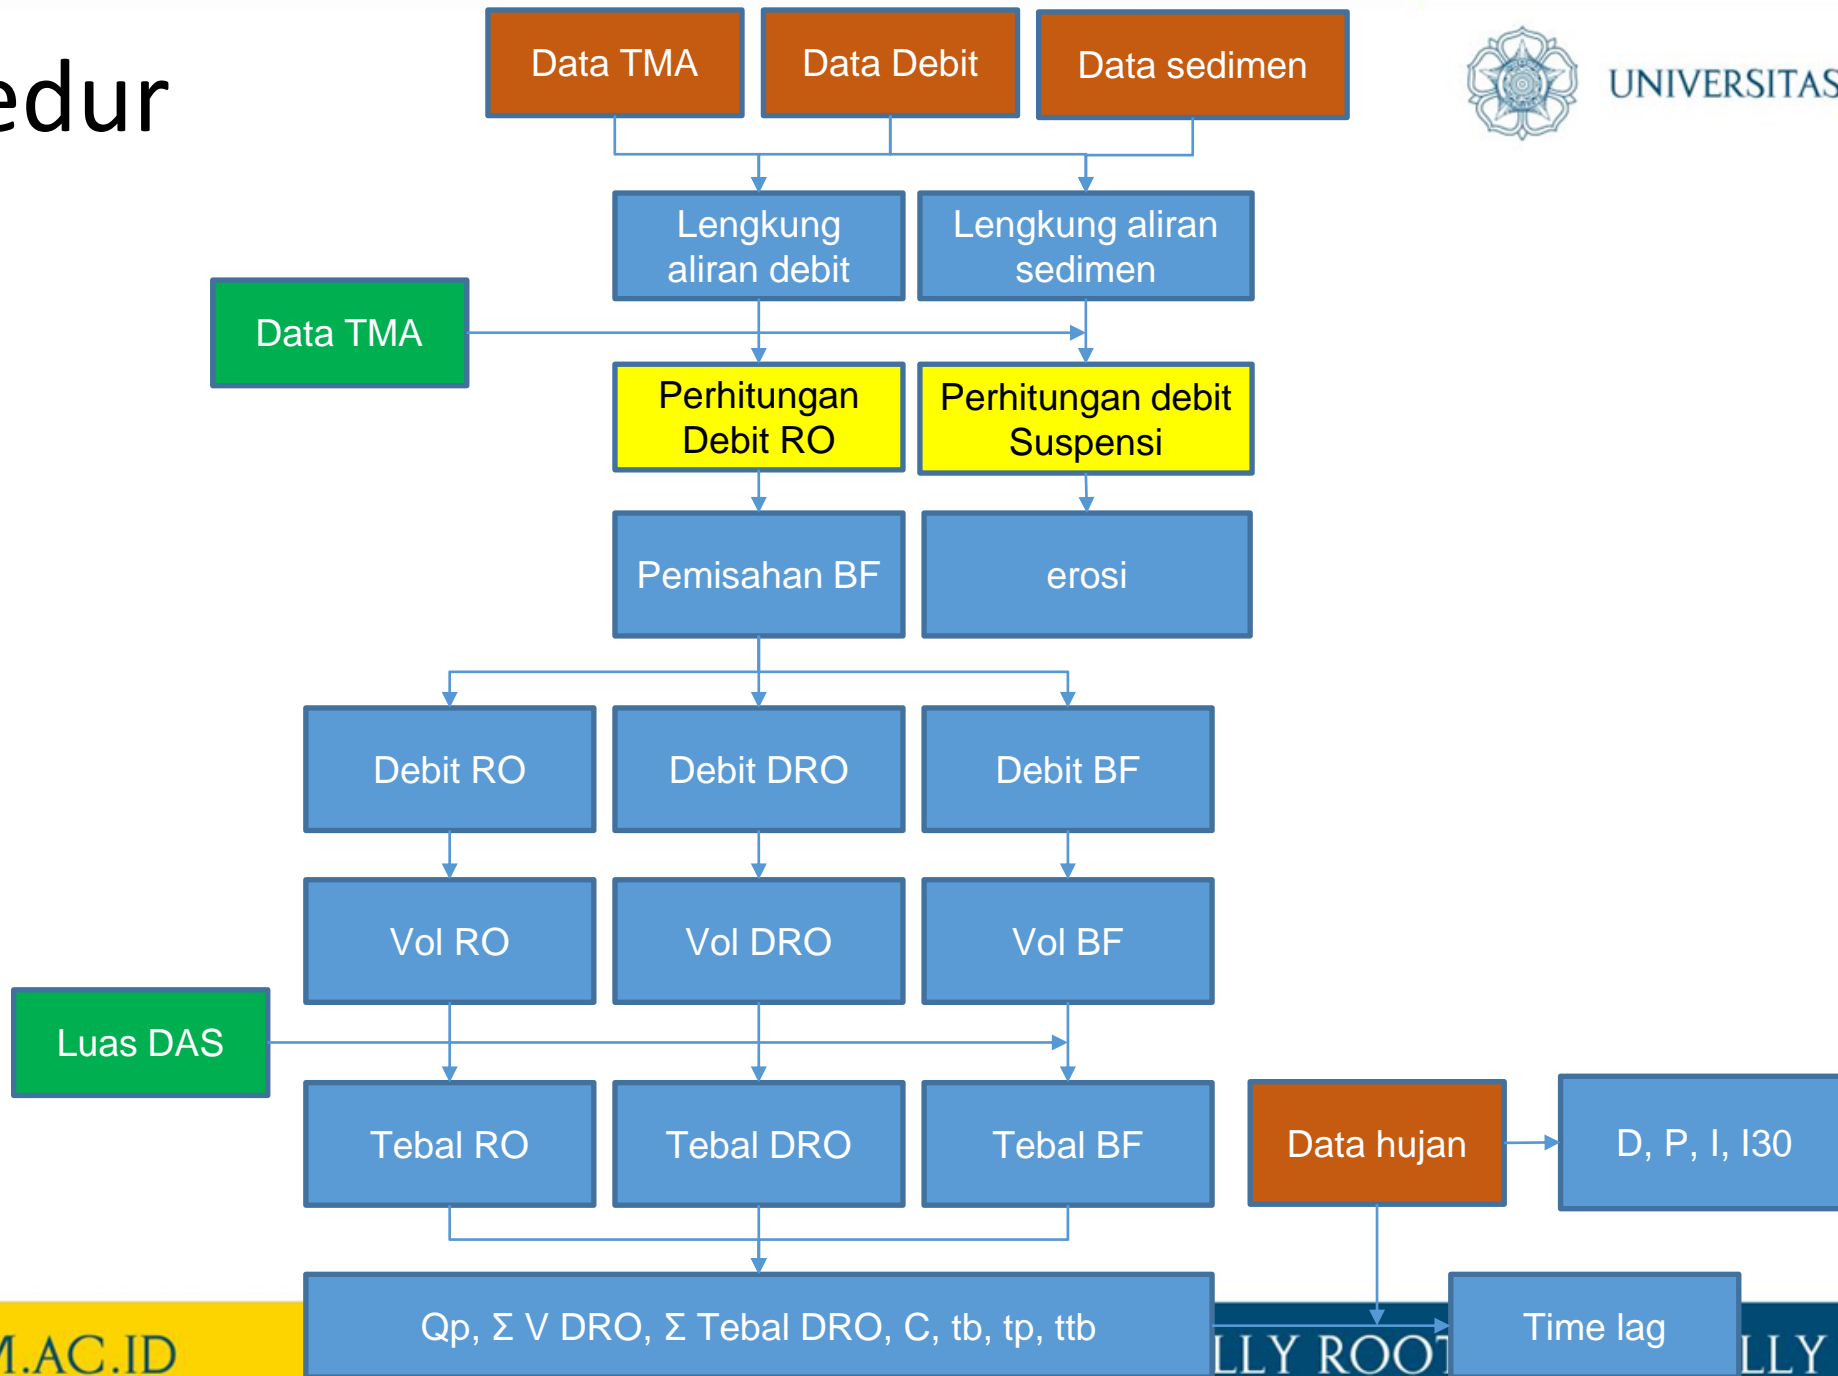 edur
Data TMA
Data Debit
Data sedimen
UNIVERSITAS
Lengkung
aliran debit
Lengkung aliran
sedimen
Data TMA
Perhitungan
Debit RO
Perhitungan debit
Suspensi
Pemisahan BF
erosi
Debit RO
Debit DRO
Debit BF
Vol RO
Vol DRO
Vol BF
Luas DAS
Tebal RO
Tebal DRO
Tebal BF
Data hujan
D, P, I, I30
Qp, Σ V DRO, Σ Tebal DRO, C, tb, tp, ttb
Time lag
M.AC.ID
LLY ROOT
LLY